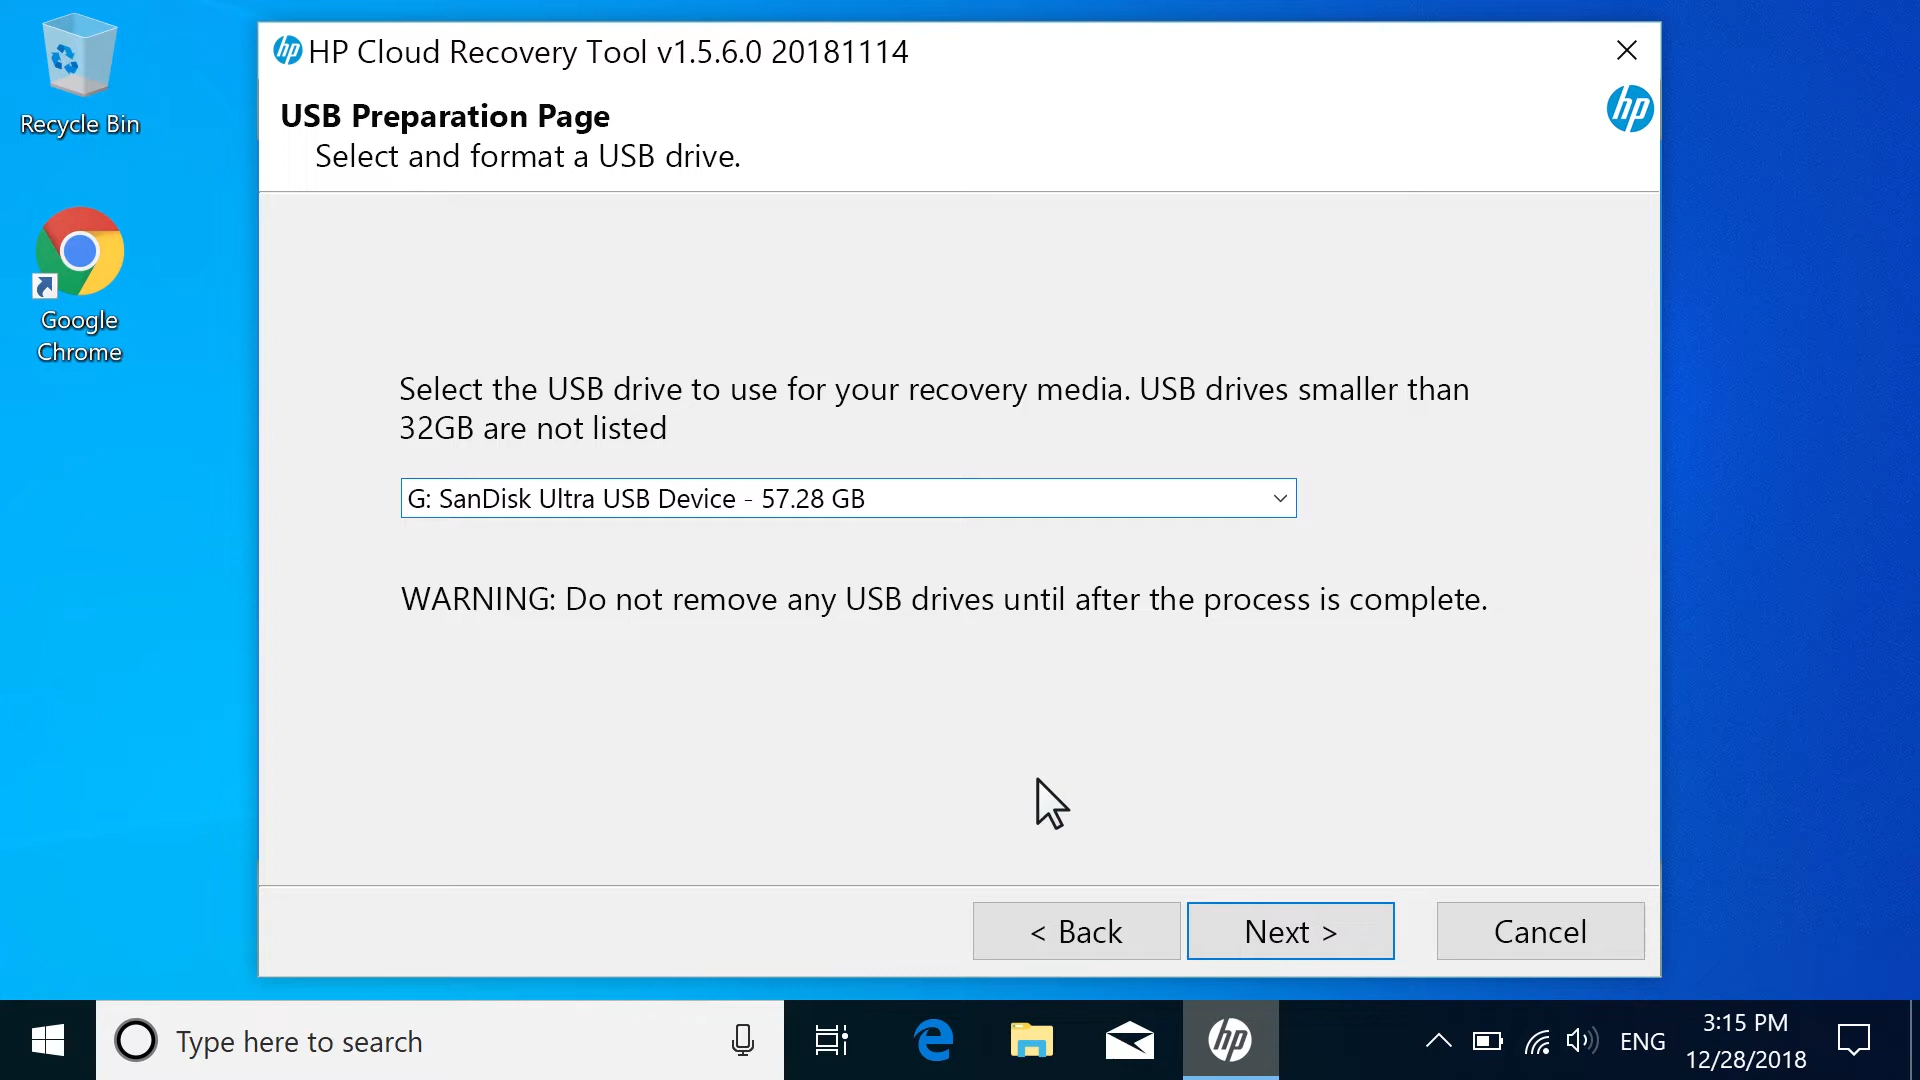 Recycle Bin
Google
Chrome
hp HP Cloud Recovery Tool v1.5.6.0 20181114
USB Preparation Page
Select and format a USB drive.
hp
Select the USB drive to use for your recovery media. USB drives smaller than
32GB are not listed
G: SanDisk Ultra USB Device - 57.28 GB
WARNING: Do not remove any USB drives until after the process is complete.
< Back
Next >
Cancel
Type here to search
hp
ENG
3:15 PM
12/28/2018